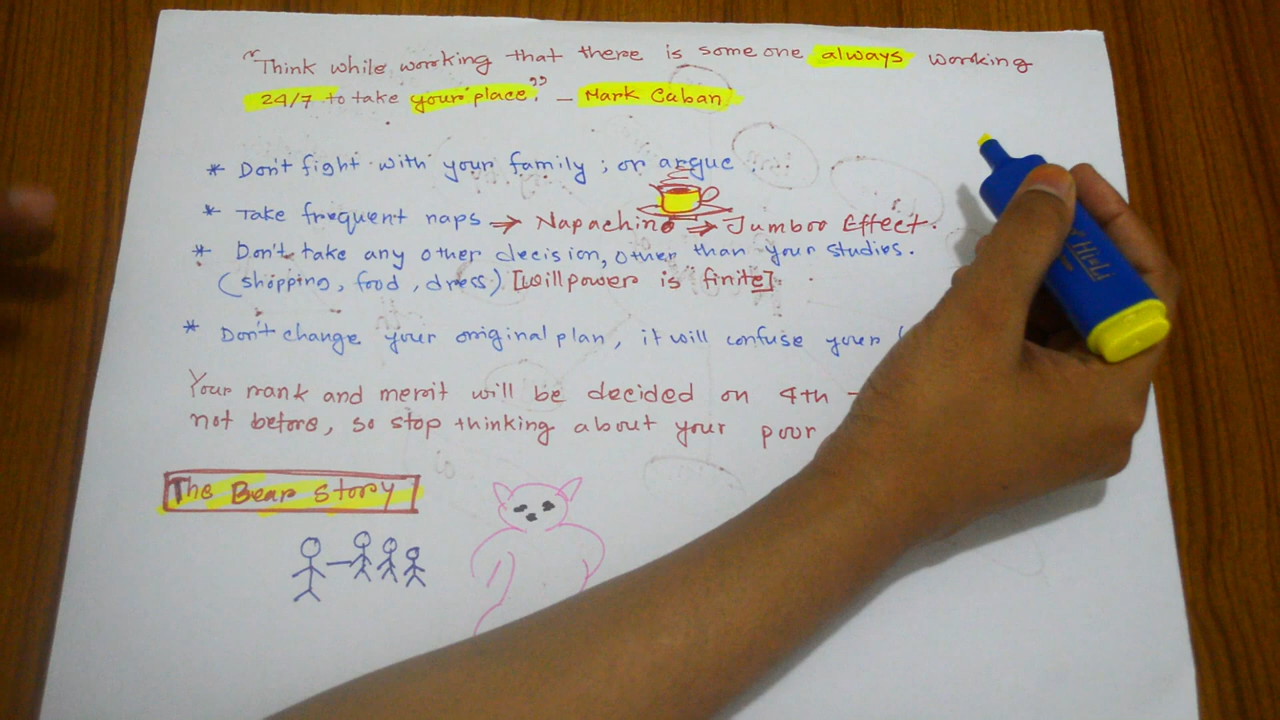 "Think while working that there is some one always working
24/7 to take your place." - Mark Cuban
* Don't fight with your family ; or argue
* Take frequent naps → Napachino → Jumboo Effect.
* Don't take any other decision, other than your studies.
(shopping, food, dress) [willpower is finite]
* Don't change your original plan, it will confuse your
Your rank and merit will be decided on 4th
not before, so stop thinking about your poor
The Bear Story